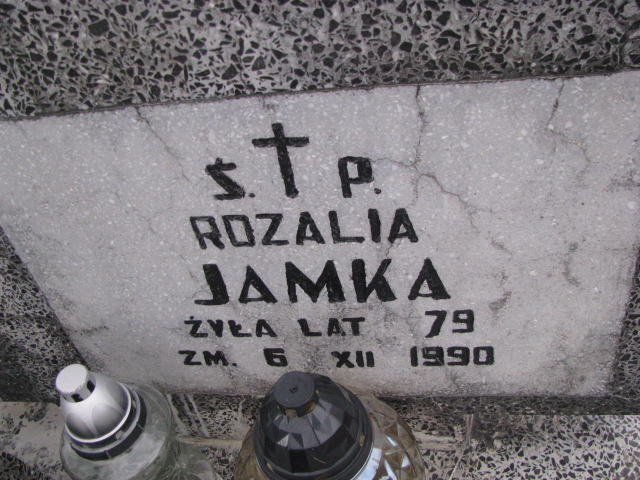 Ś. P.
ROZALIA
JAMKA
ŻYŁA LAT 79
ZM. 6 XII 1990